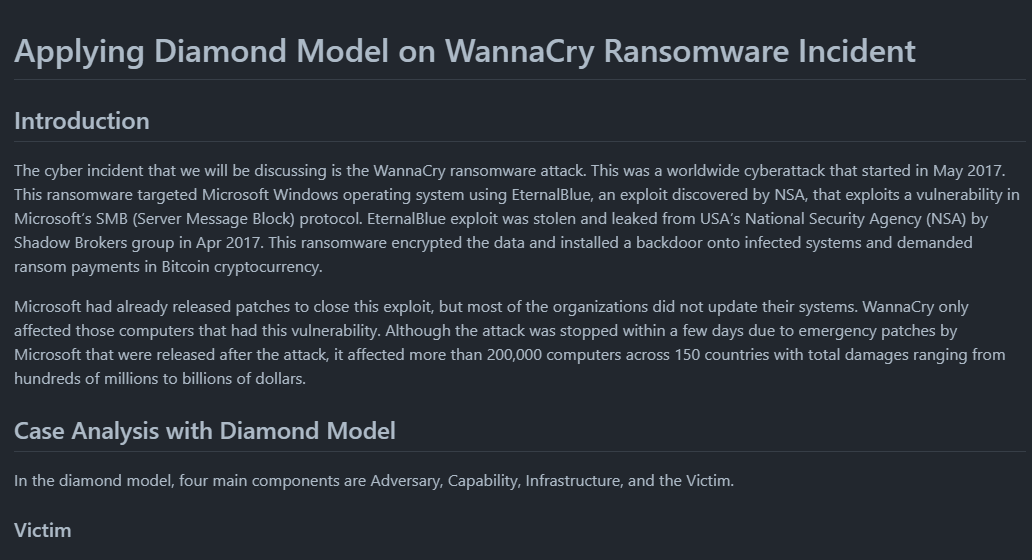 Applying Diamond Model on WannaCry Ransomware Incident
Introduction
The cyber incident that we will be discussing is the WannaCry ransomware attack. This was a worldwide cyberattack that started in May 2017.
This ransomware targeted Microsoft Windows operating system using EternalBlue, an exploit discovered by NSA, that exploits a vulnerability in
Microsoft's SMB (Server Message Block) protocol. EternalBlue exploit was stolen and leaked from USA's National Security Agency (NSA) by
Shadow Brokers group in Apr 2017. This ransomware encrypted the data and installed a backdoor onto infected systems and demanded
ransom payments in Bitcoin cryptocurrency.
Microsoft had already released patches to close this exploit, but most of the organizations did not update their systems. WannaCry only
affected those computers that had this vulnerability. Although the attack was stopped within a few days due to emergency patches by
Microsoft that were released after the attack, it affected more than 200,000 computers across 150 countries with total damages ranging from
hundreds of millions to billions of dollars.
Case Analysis with Diamond Model
In the diamond model, four main components are Adversary, Capability, Infrastructure, and the Victim.
Victim